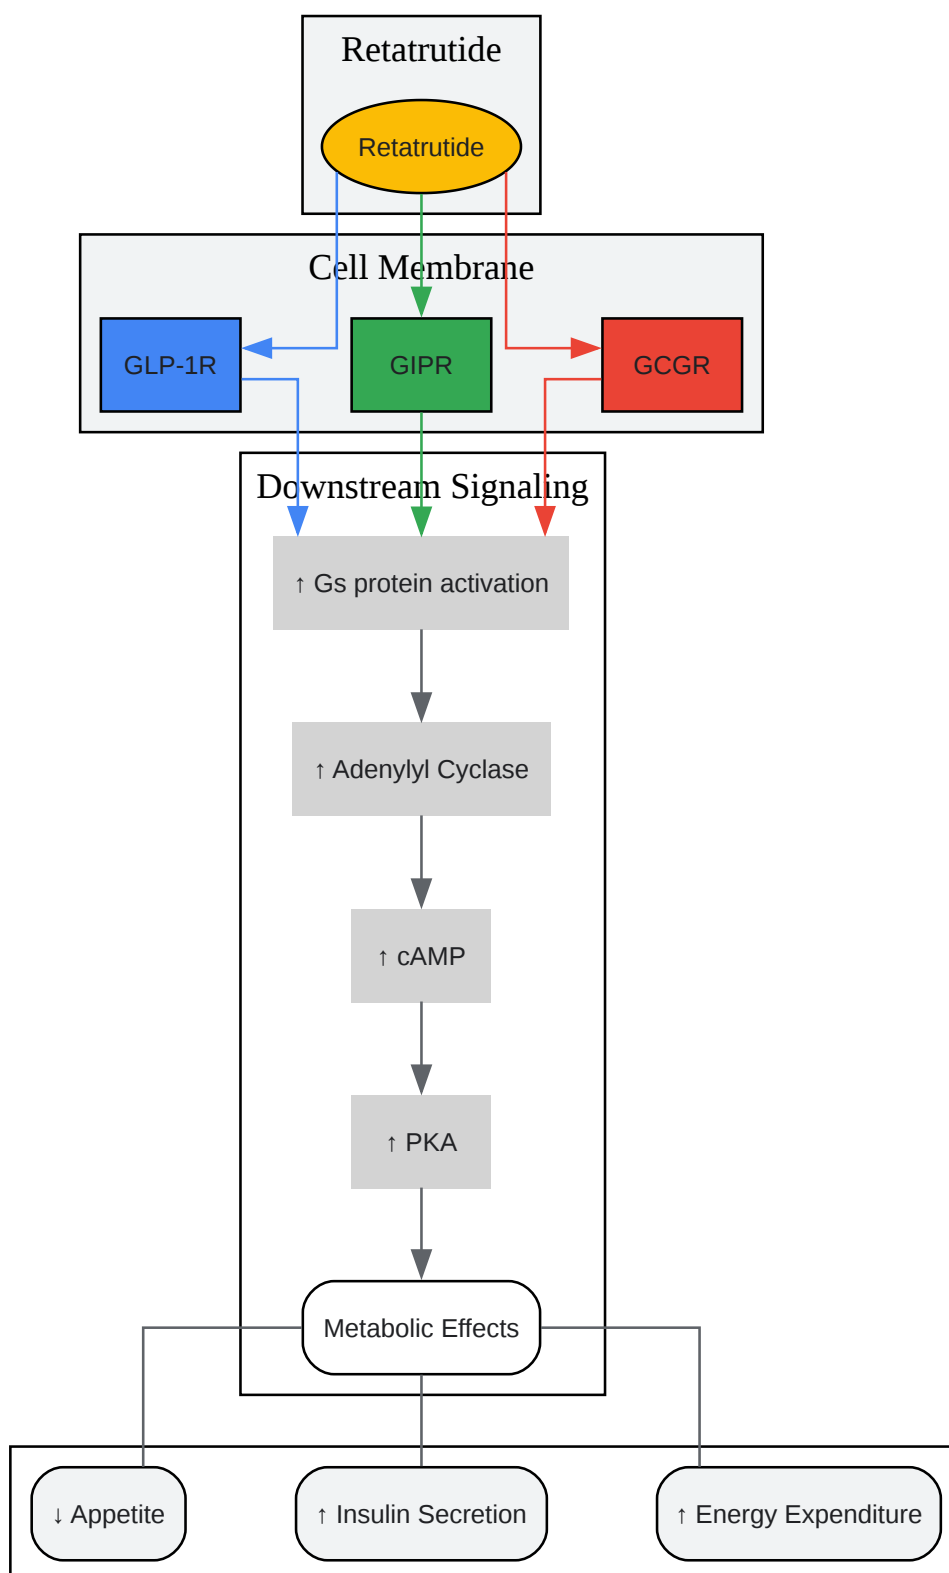 Retatrutide
Retatrutide
Cell Membrane
GLP-1R
GIPR
GCGR
Downstream Signaling
↑ Gs protein activation
↑ Adenylyl Cyclase
↑ cAMP
↑ PKA
Metabolic Effects
↓ Appetite
↑ Insulin Secretion
↑ Energy Expenditure